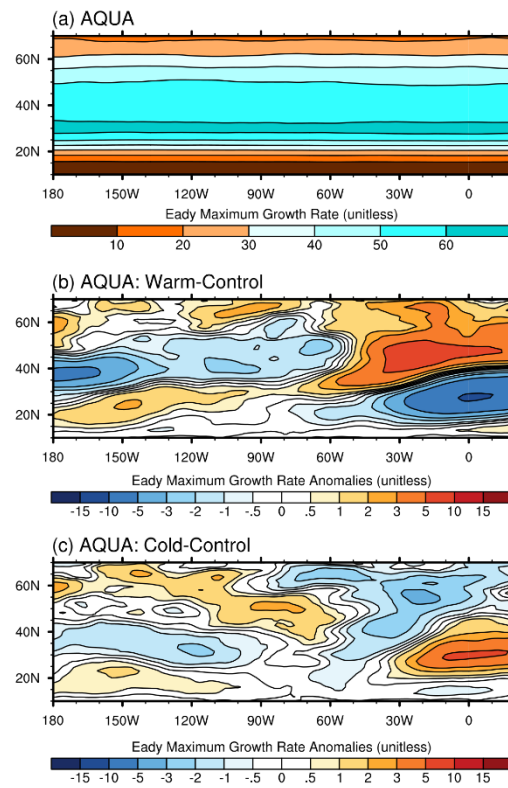 (a) AQUA
60N
40N
20N
180 150W 120W 90W 60W 30W 0
Eady Maximum Growth Rate (unitless)
10 20 30 40 50 60
(b) AQUA: Warm-Control
60N
40N
20N
180 150W 120W 90W 60W 30W 0
Eady Maximum Growth Rate Anomalies (unitless)
-15 -10 -5 -3 -2 -1 -.5 0 .5 1 2 3 5 10 15
(c) AQUA: Cold-Control
60N
40N
20N
180 150W 120W 90W 60W 30W 0
Eady Maximum Growth Rate Anomalies (unitless)
-15 -10 -5 -3 -2 -1 -.5 0 .5 1 2 3 5 10 15